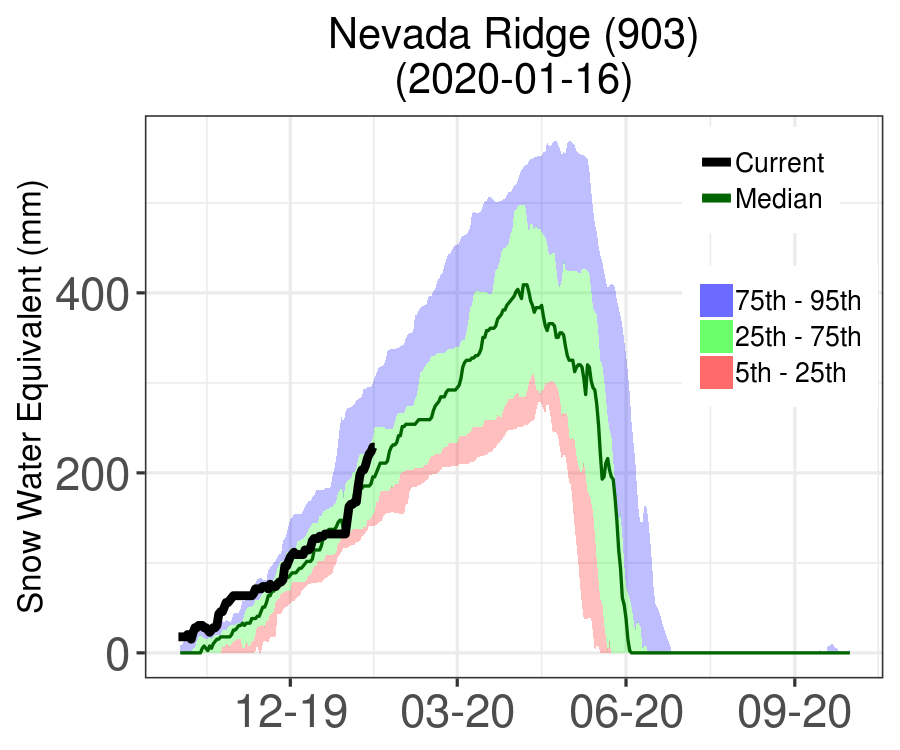 Nevada Ridge (903)
(2020-01-16)
Snow Water Equivalent (mm)
400
200
0
12-19
03-20
06-20
09-20
Current
Median
75th - 95th
25th - 75th
5th - 25th